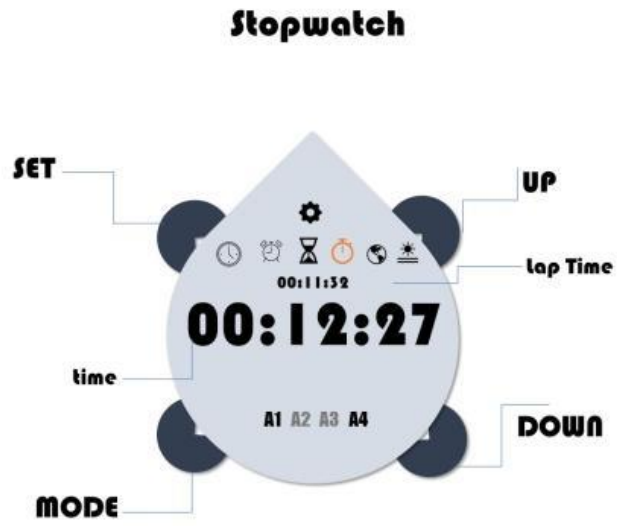 Stopwatch
SET
UP
Lap Time
00:11:32
00:12:27
time
A1 A2 A3 A4
DOWN
MODE